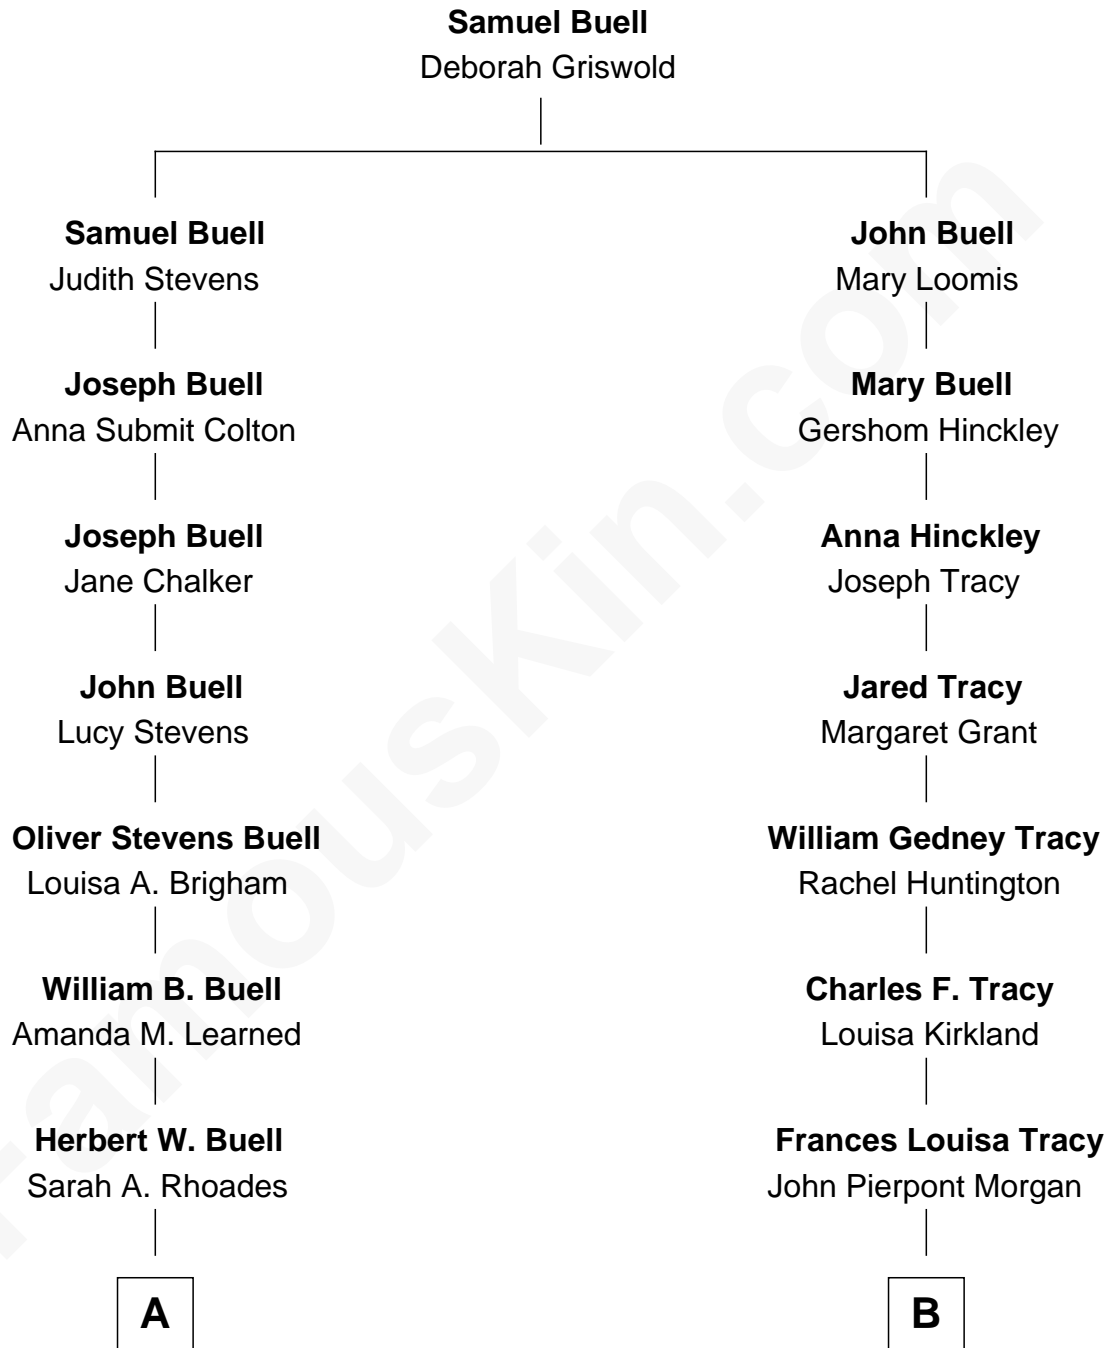 Samuel Buell
Deborah Griswold
Samuel Buell
Judith Stevens
John Buell
Mary Loomis
Joseph Buell
Anna Submit Colton
Mary Buell
Gershom Hinckley
Joseph Buell
Jane Chalker
Anna Hinckley
Joseph Tracy
John Buell
Lucy Stevens
Jared Tracy
Margaret Grant
Oliver Stevens Buell
Louisa A. Brigham
William Gedney Tracy
Rachel Huntington
William B. Buell
Amanda M. Learned
Charles F. Tracy
Louisa Kirkland
Herbert W. Buell
Sarah A. Rhoades
Frances Louisa Tracy
John Pierpont Morgan
A
B
FamousKin.com